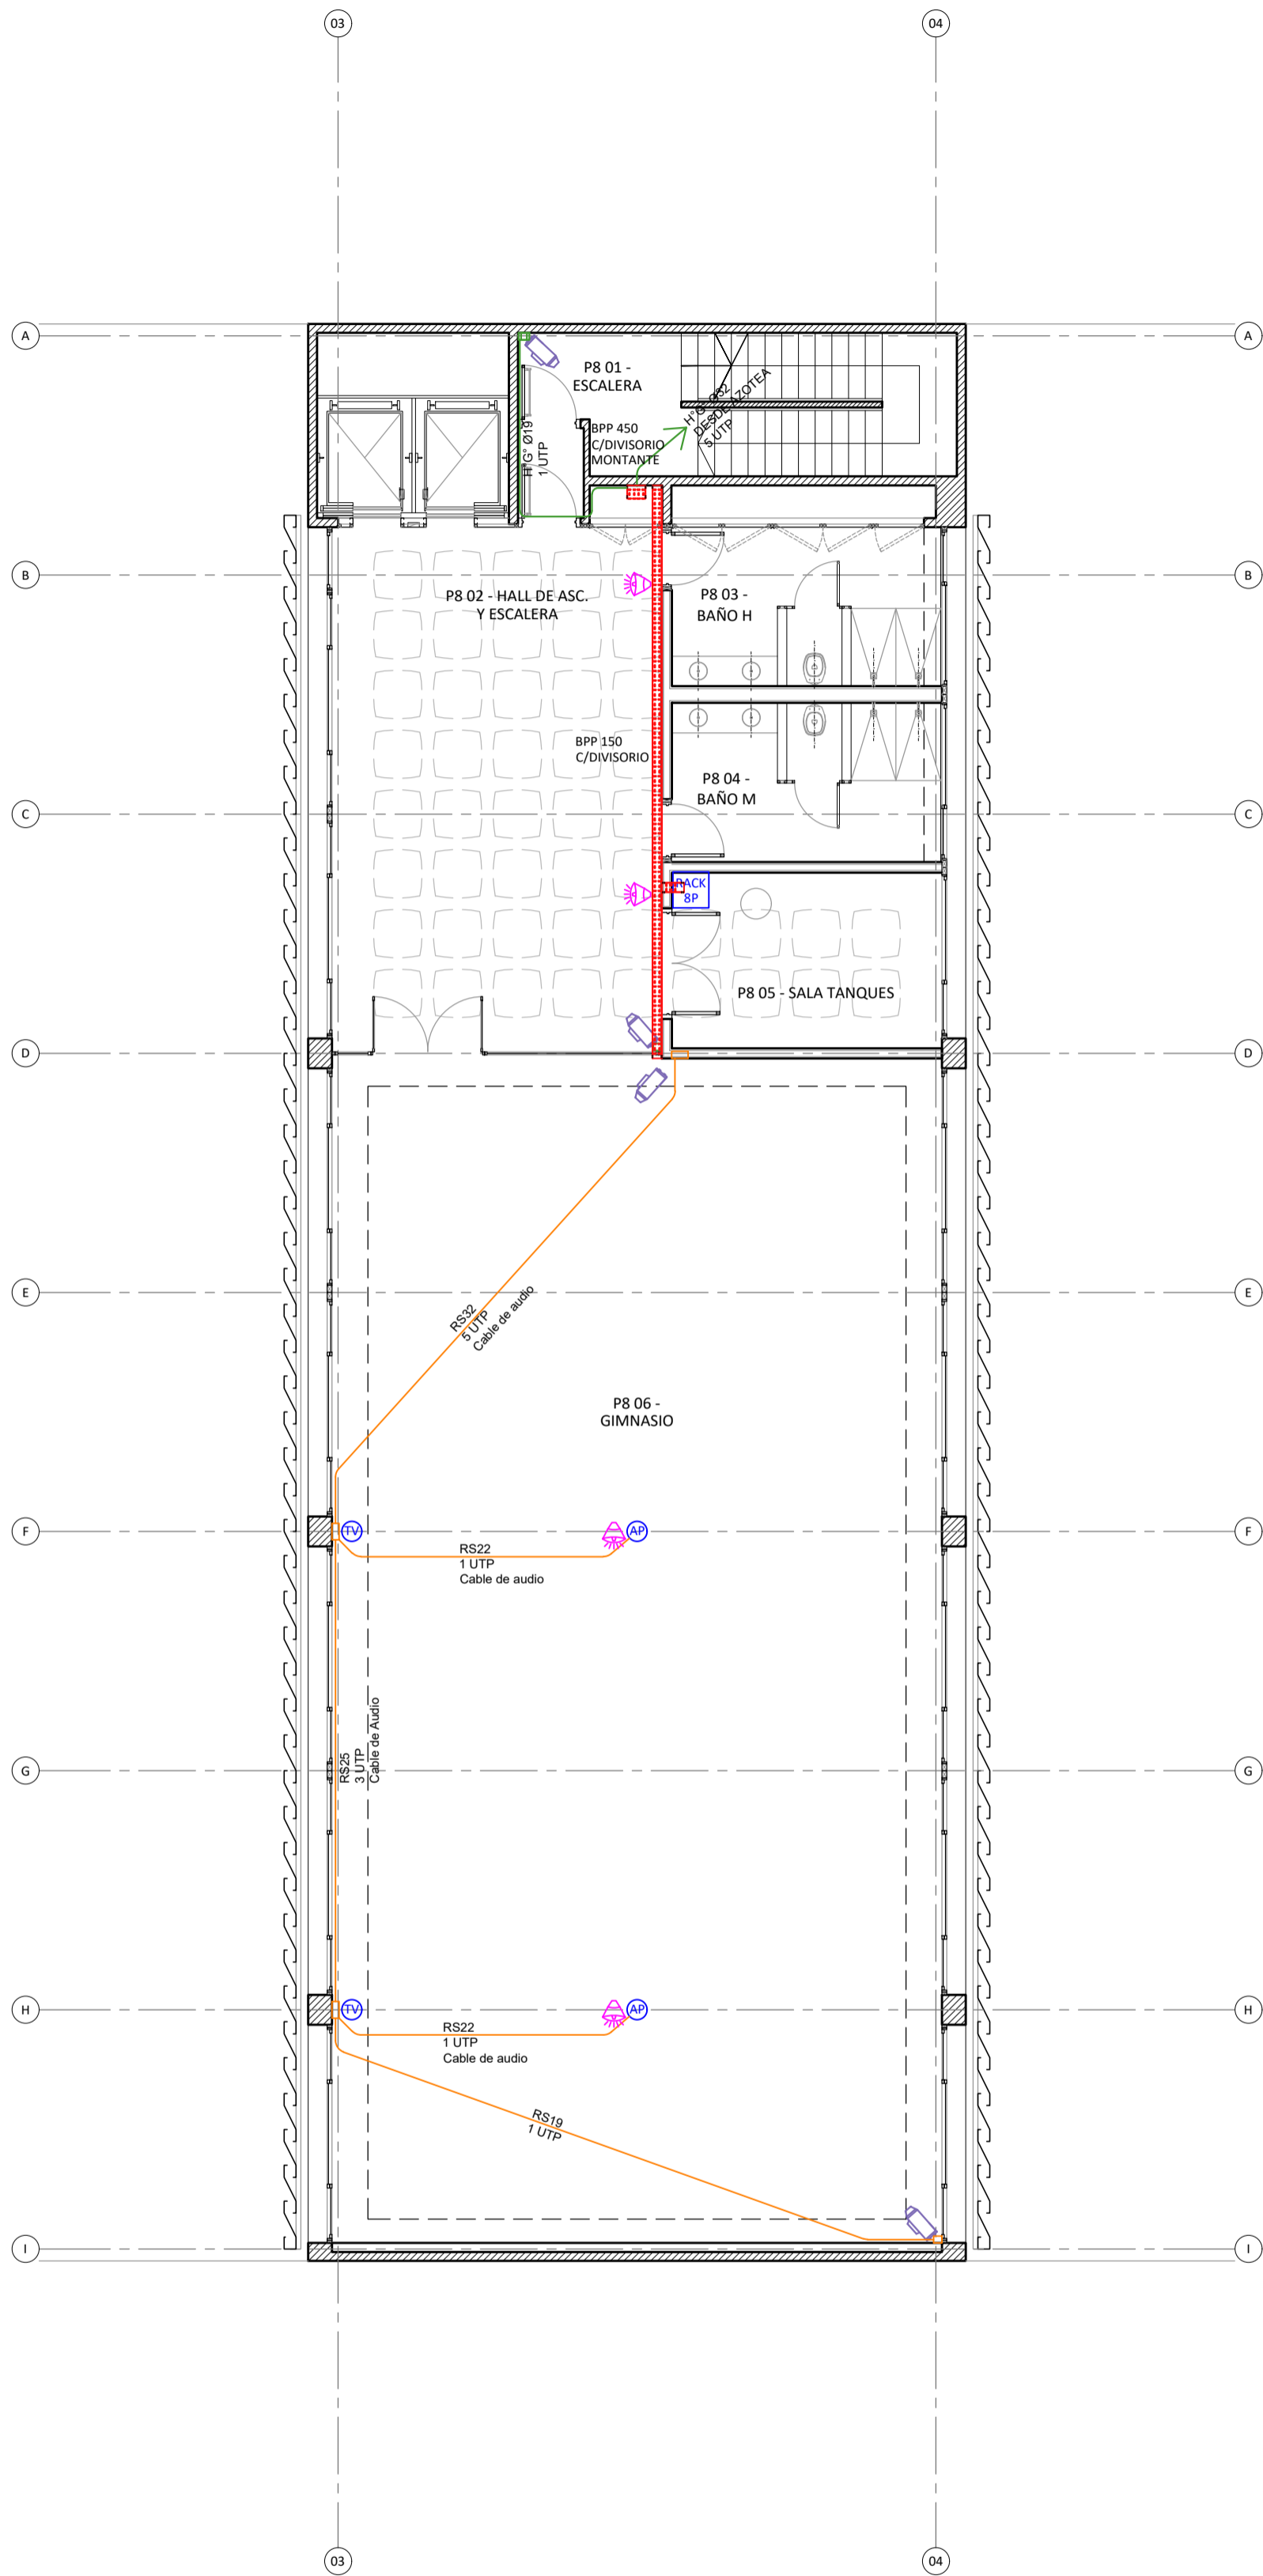 03
04
A
A
P8 01 -
ESCALERA
H°G° Ø32
DESDE AZOTEA
5 UTP
H°G° Ø19
1 UTP
BPP 450
C/DIVISORIO
MONTANTE
B
B
P8 02 - HALL DE ASC.
Y ESCALERA
P8 03 -
BAÑO H
BPP 150
C/DIVISORIO
P8 04 -
BAÑO M
C
C
RACK
8P
P8 05 - SALA TANQUES
D
D
E
E
RS32
5 UTP
Cable de audio
P8 06 -
GIMNASIO
F
TV
AP
F
RS22
1 UTP
Cable de audio
RS25
3 UTP
Cable de Audio
G
G
H
TV
AP
H
RS22
1 UTP
Cable de audio
RS19
1 UTP
I
I
03
04